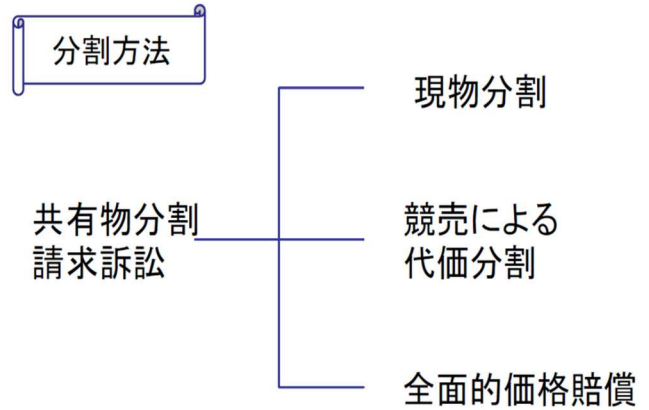 分割方法
現物分割
共有物分割
請求訴訟
競売による
代価分割
全面的価格賠償